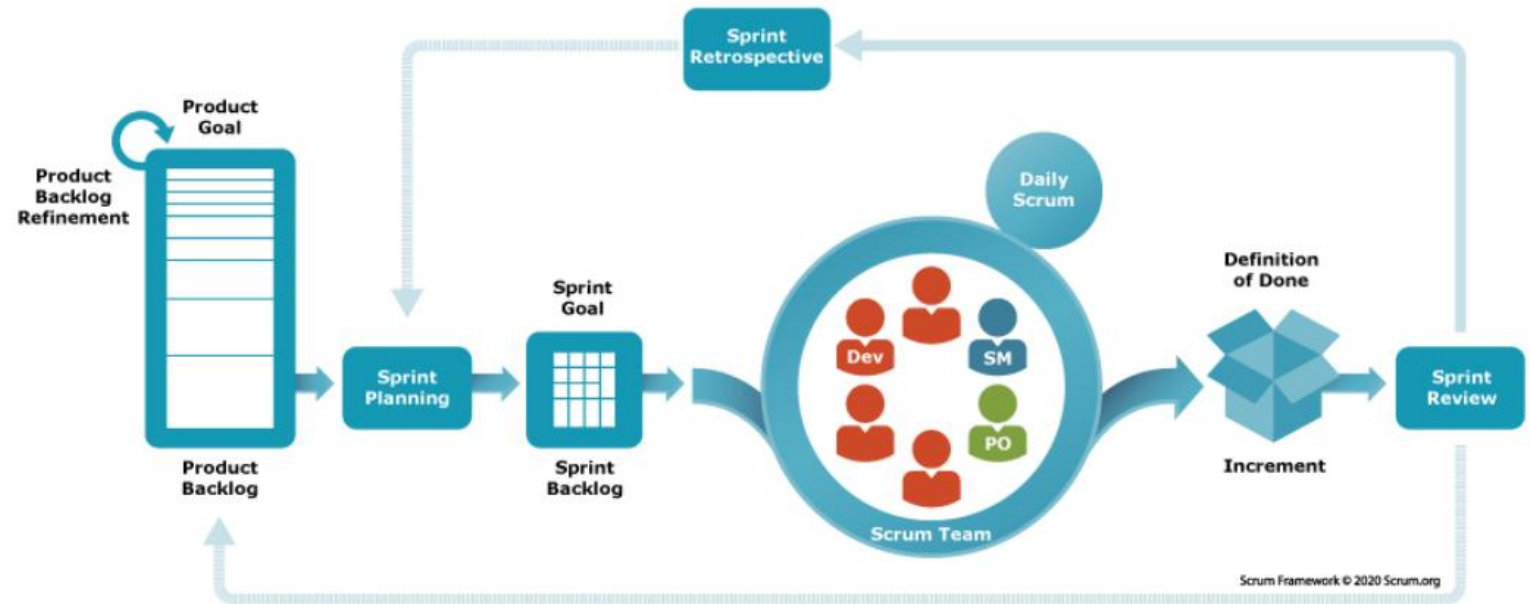 Sprint
Retrospective
Product
Goal
Product
Backlog
Refinement
Daily
Scrum
Definition
of Done
Sprint
Goal
Dev
SM
Sprint
Planning
Sprint
Review
PO
Product
Backlog
Sprint
Backlog
Increment
Scrum Team
Scrum Framework © 2020 Scrum.org